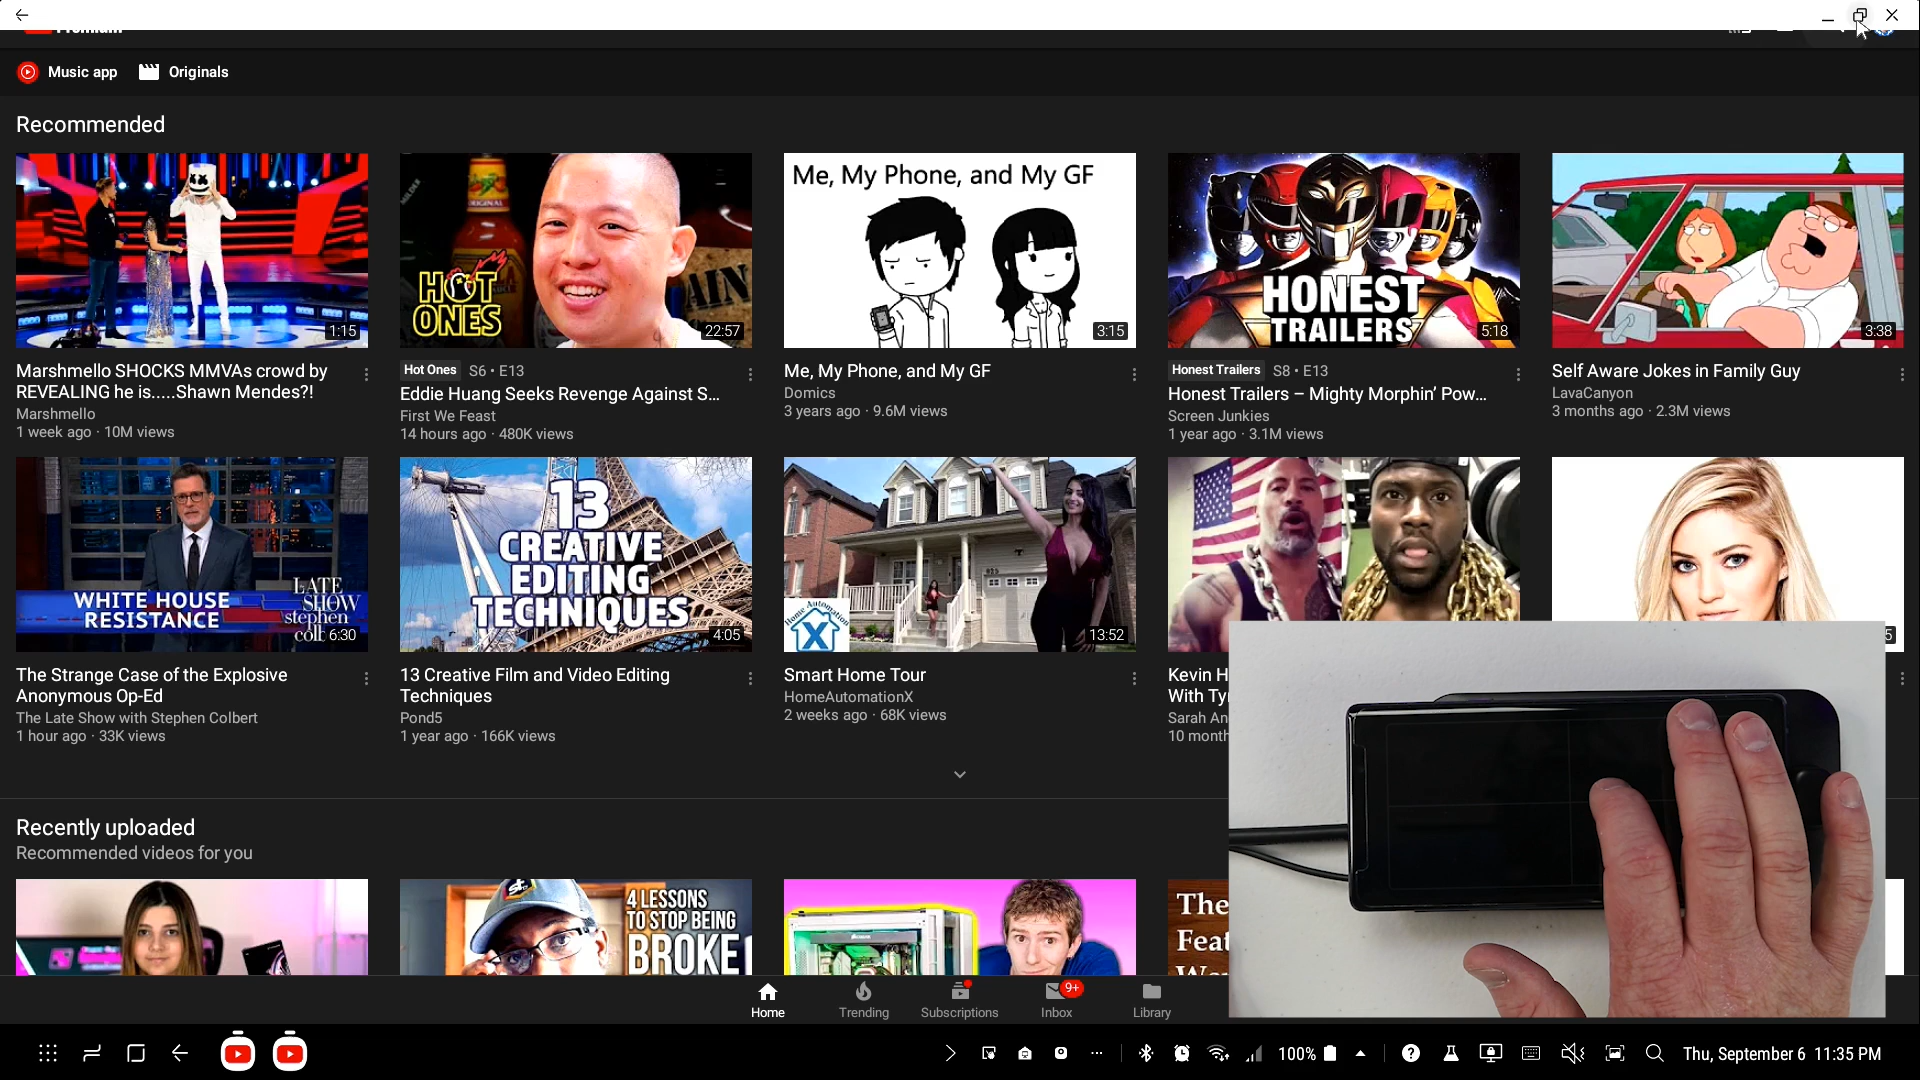 Premium
Music app
Originals
Recommended
HOT
ONES
Me, My Phone, and My GF
HONEST
TRAILERS
1:15
22:57
3:15
5:18
3:38
Marshmello SHOCKS MMVAs crowd by
REVEALING he is.....Shawn Mendes?!
Marshmello
1 week ago · 10M views
Hot Ones S6 • E13
Eddie Huang Seeks Revenge Against S...
First We Feast
14 hours ago · 480K views
Me, My Phone, and My GF
Domics
3 years ago · 9.6M views
Honest Trailers S8 • E13
Honest Trailers – Mighty Morphin’ Pow...
Screen Junkies
1 year ago · 3.1M views
Self Aware Jokes in Family Guy
LavaCanyon
3 months ago · 2.3M views
WHITE HOUSE
RESISTANCE
LATE
SHOW
stephen
6:30
13
CREATIVE
EDITING
TECHNIQUES
4:05
Home Automation
X
13:52
5
The Strange Case of the Explosive
Anonymous Op-Ed
The Late Show with Stephen Colbert
1 hour ago · 33K views
13 Creative Film and Video Editing
Techniques
Pond5
1 year ago · 166K views
Smart Home Tour
HomeAutomationX
2 weeks ago · 68K views
Kevin H
With Ty
Sarah An
10 month
Recently uploaded
Recommended videos for you
4 LESSONS
TO STOP BEING
BROKE
The
Fea
Home
Trending
Subscriptions
9+
Inbox
Library
100%
Thu, September 6 11:35 PM